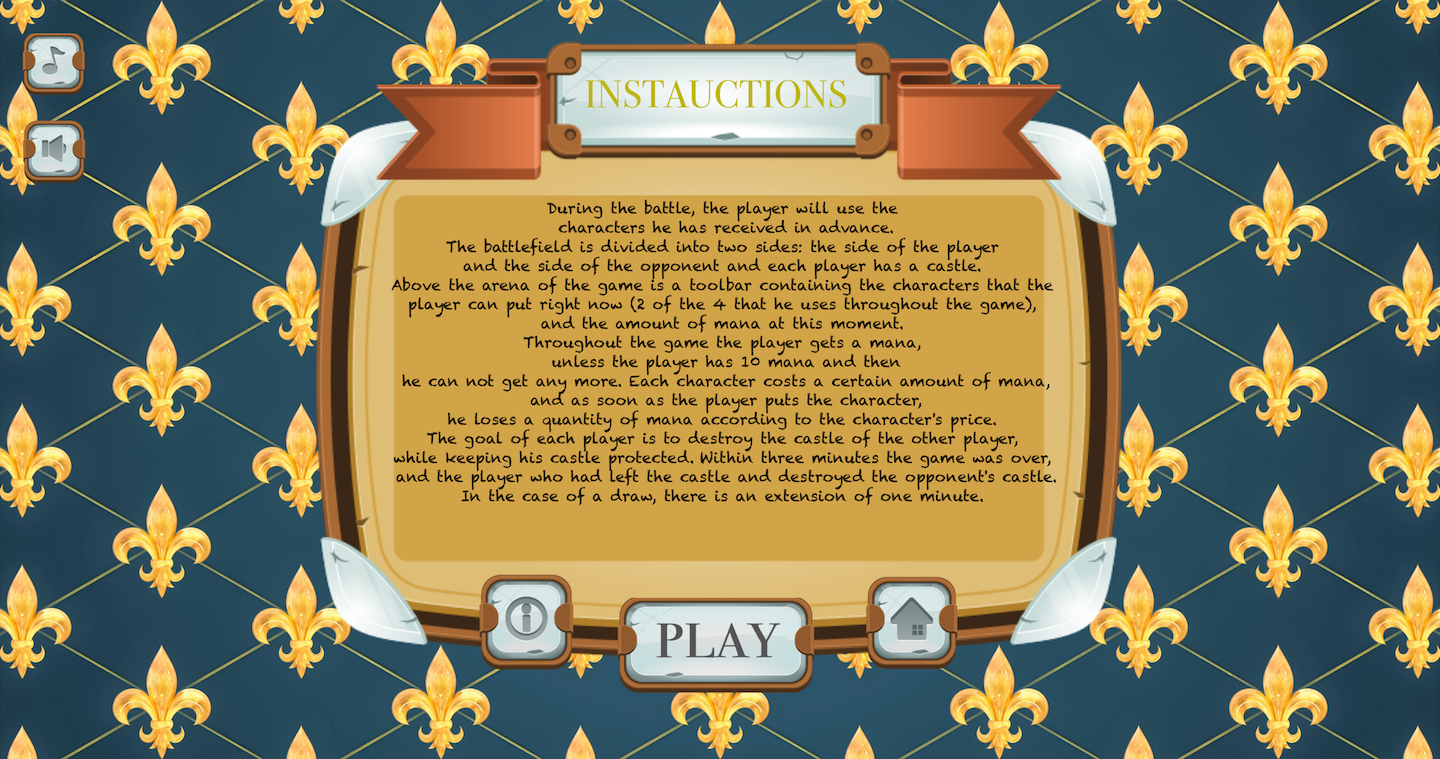 INSTAUCTIONS
During the battle, the player will use the
characters he has received in advance.
The battlefield is divided into two sides: the side of the player
and the side of the opponent and each player has a castle.
Above the arena of the game is a toolbar containing the characters that the
player can put right now (2 of the 4 that he uses throughout the game),
and the amount of mana at this moment.
Throughout the game the player gets a mana,
unless the player has 10 mana and then
he can not get any more. Each character costs a certain amount of mana,
and as soon as the player puts the character,
he loses a quantity of mana according to the character's price.
The goal of each player is to destroy the castle of the other player,
while keeping his castle protected. Within three minutes the game was over,
and the player who had left the castle and destroyed the opponent's castle.
In the case of a draw, there is an extension of one minute.
PLAY